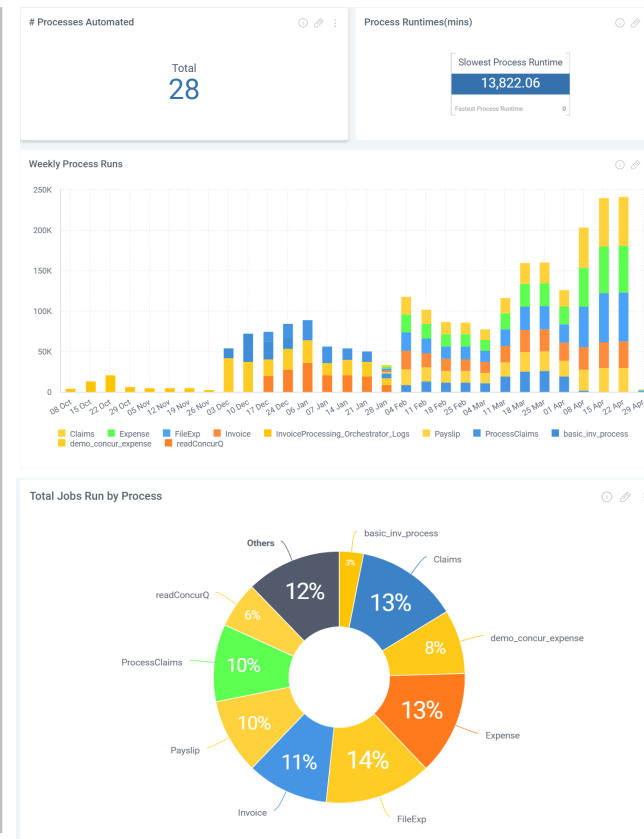 # Processes Automated
Process Runtimes(mins)
Total
28
Slowest Process Runtime
13,822.06
Fastest Process Runtime 0
Weekly Process Runs
250K
200K
150K
100K
50K
0
08 Oct 15 Oct 22 Oct 29 Oct 05 Nov 12 Nov 19 Nov 26 Nov 03 Dec 10 Dec 17 Dec 24 Dec 06 Jan 07 Jan 14 Jan 21 Jan 28 Jan 04 Feb 11 Feb 18 Feb 25 Feb 04 Mar 11 Mar 18 Mar 25 Mar 01 Apr 08 Apr 15 Apr 22 Apr 29 Apr
Claims Expense FileExp Invoice InvoiceProcessing_Orchestrator_Logs Payslip ProcessClaims basic_inv_process
demo_concur_expense readConcurQ
Total Jobs Run by Process
basic_inv_process
Others
Claims
3%
12%
13%
readConcurQ
6%
demo_concur_expense
8%
ProcessClaims
10%
13%
Expense
10%
Payslip
11%
14%
Invoice
FileExp